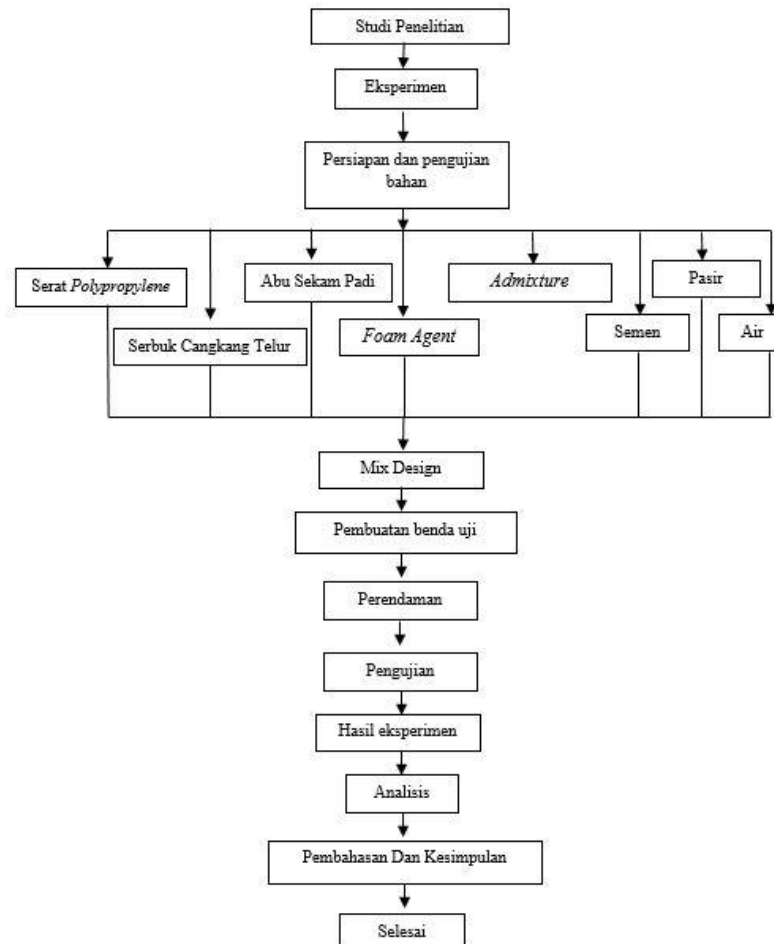 Studi Penelitian
Eksperimen
Persiapan dan pengujian
bahan
Serat Polypropylene
Serbuk Cangkang Telur
Abu Sekam Padi
Foam Agent
Admixture
Semen
Pasir
Air
Mix Design
Pembuatan benda uji
Perendaman
Pengujian
Hasil eksperimen
Analisis
Pembahasan Dan Kesimpulan
Selesai